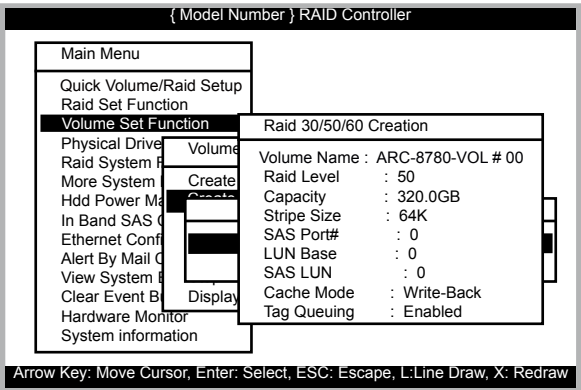 { Model Number } RAID Controller
Main Menu
Quick Volume/Raid Setup
Raid Set Function
Volume Set Function
Physical Drive
Raid System
More System
Hdd Power Ma
In Band SAS
Ethernet Confi
Alert By Mail C
View System E
Clear Event B
Hardware Monitor
System information
Volume
Create
Create
Display
Raid 30/50/60 Creation
Volume Name : ARC-8780-VOL # 00
Raid Level : 50
Capacity : 320.0GB
Stripe Size : 64K
SAS Port# : 0
LUN Base : 0
SAS LUN : 0
Cache Mode : Write-Back
Tag Queuing : Enabled
Arrow Key: Move Cursor, Enter: Select, ESC: Escape, L:Line Draw, X: Redraw